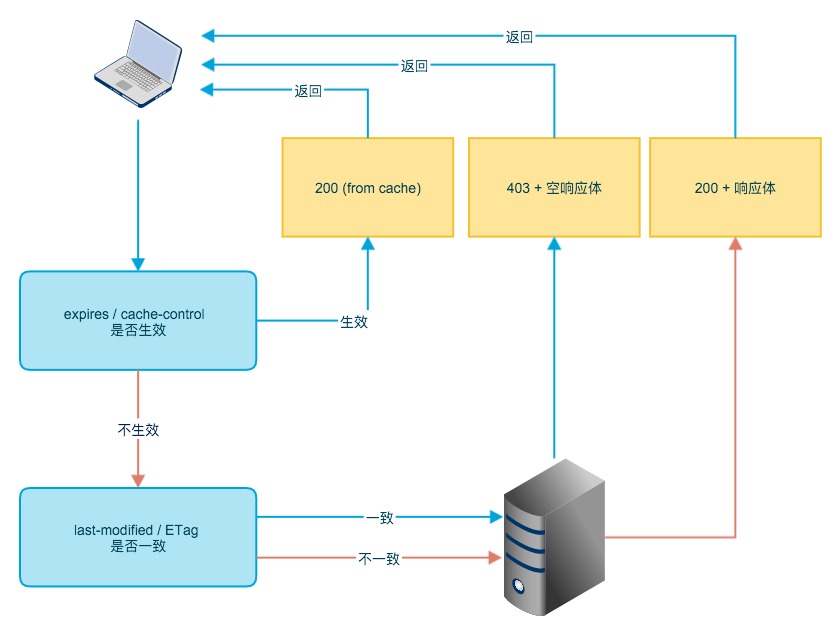 返回
返回
返回
200 (from cache)
403 + 空响应体
200 + 响应体
expires / cache-control
是否生效
生效
不生效
last-modified / ETag
是否一致
一致
不一致